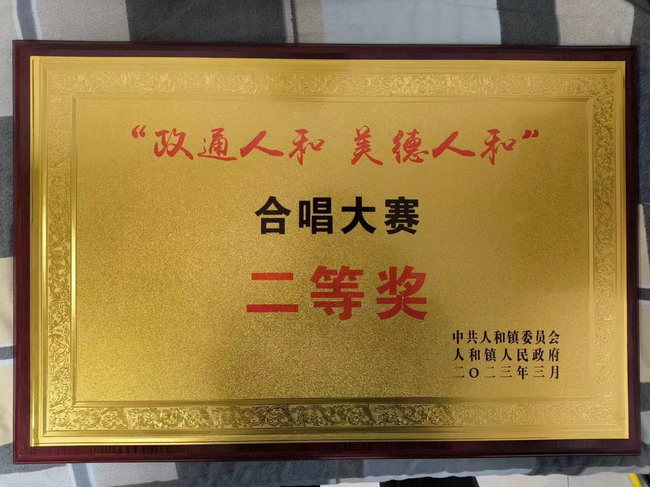 “政通人和 美德人和”
合唱大赛
二等奖
中共人和镇委员会
人和镇人民政府
二〇二三年三月